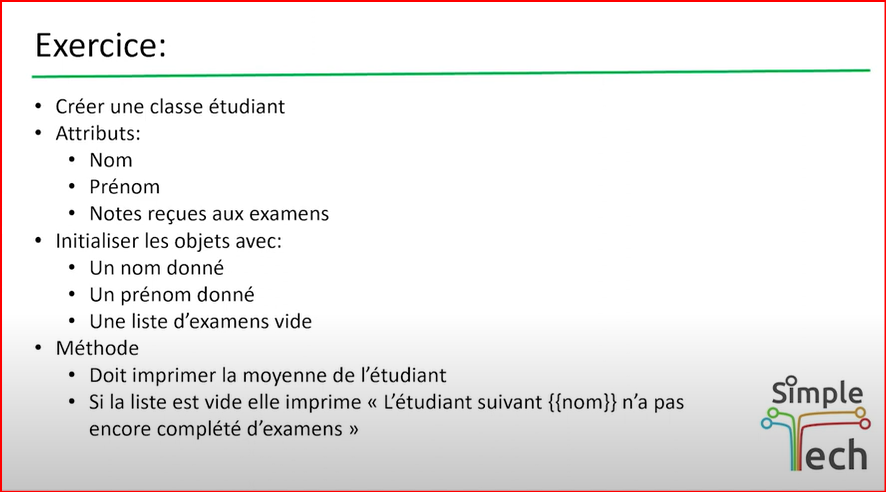 Exercice:
• Créer une classe étudiant
• Attributs:
• Nom
• Prénom
• Notes reçues aux examens
• Initialiser les objets avec:
• Un nom donné
• Un prénom donné
• Une liste d’examens vide
• Méthode
• Doit imprimer la moyenne de l’étudiant
• Si la liste est vide elle imprime « L’étudiant suivant {{nom}} n’a pas
encore complété d’examens »
Simple
Tech